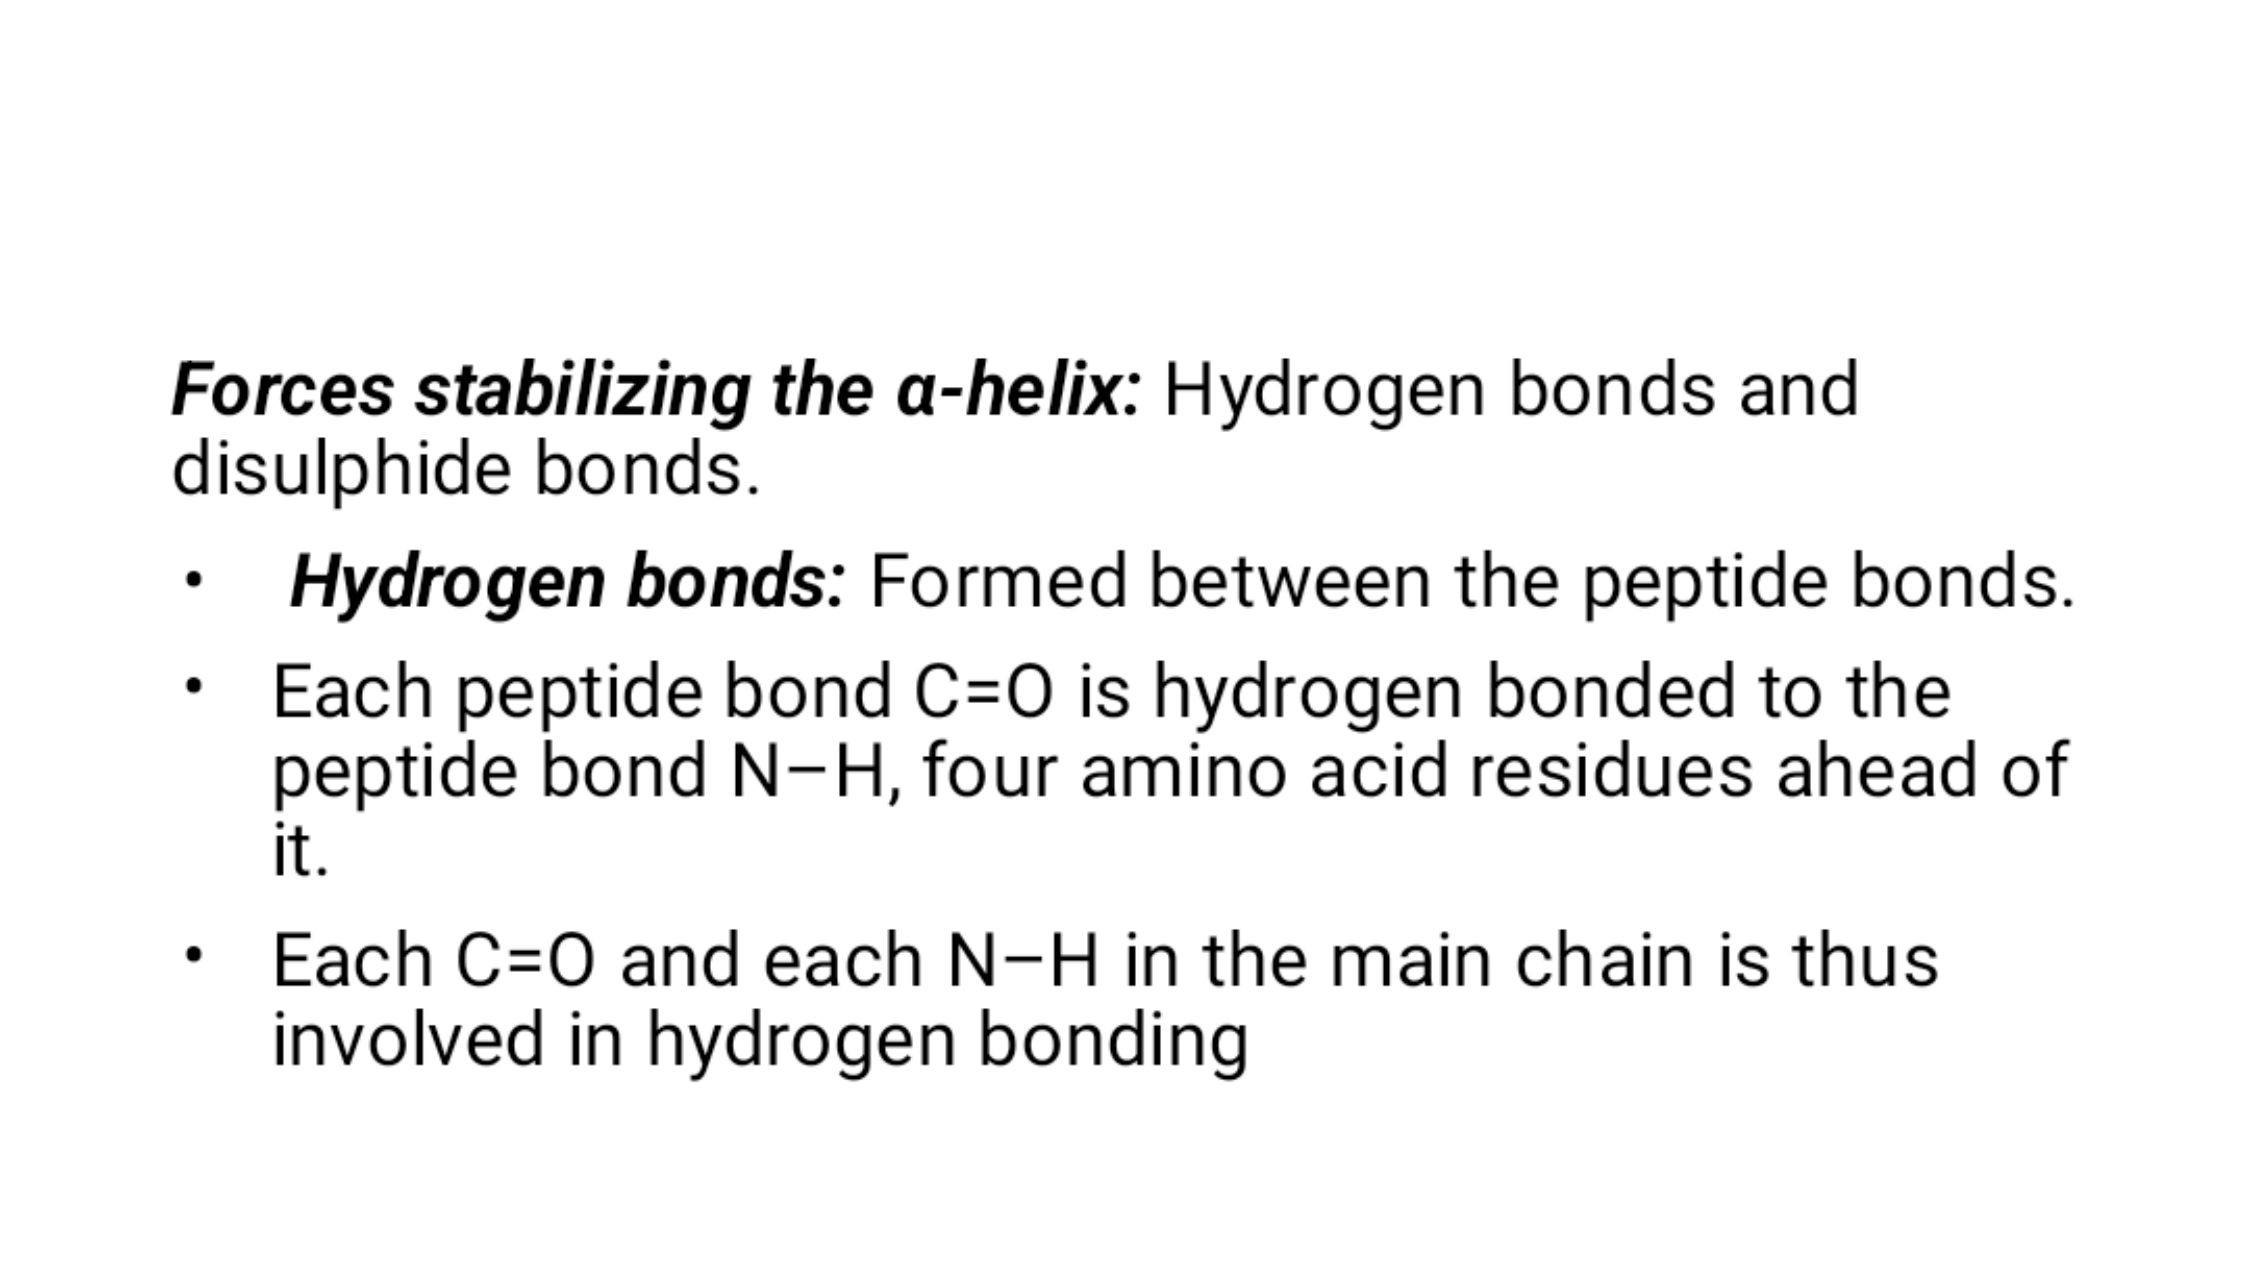 Forces stabilizing the α-helix: Hydrogen bonds and
disulphide bonds.
• Hydrogen bonds: Formed between the peptide bonds.
• Each peptide bond C=O is hydrogen bonded to the
peptide bond N–H, four amino acid residues ahead of
it.
• Each C=O and each N–H in the main chain is thus
involved in hydrogen bonding